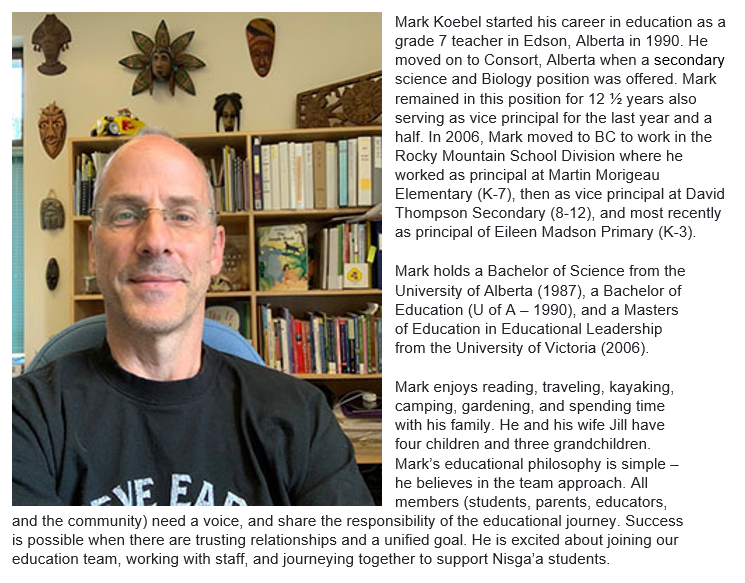 Mark Koebel started his career in education as a
grade 7 teacher in Edson, Alberta in 1990. He
moved on to Consort, Alberta when a secondary
science and Biology position was offered. Mark
remained in this position for 12 ½ years also
serving as vice principal for the last year and a
half. In 2006, Mark moved to BC to work in the
Rocky Mountain School Division where he
worked as principal at Martin Morigeau
Elementary (K-7), then as vice principal at David
Thompson Secondary (8-12), and most recently
as principal of Eileen Madson Primary (K-3).
Mark holds a Bachelor of Science from the
University of Alberta (1987), a Bachelor of
Education (U of A – 1990), and a Masters
of Education in Educational Leadership
from the University of Victoria (2006).
Mark enjoys reading, traveling, kayaking,
camping, gardening, and spending time
with his family. He and his wife Jill have
four children and three grandchildren.
Mark’s educational philosophy is simple –
he believes in the team approach. All
members (students, parents, educators,
and the community) need a voice, and share the responsibility of the educational journey. Success
is possible when there are trusting relationships and a unified goal. He is excited about joining our
education team, working with staff, and journeying together to support Nisga’a students.